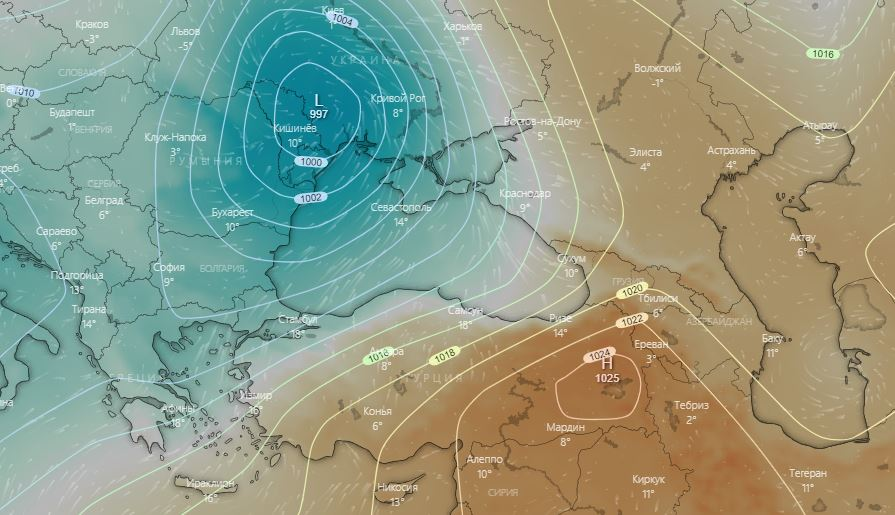 Киев
1004
Краков
-3°
Львов
-5°
Харьков
-1°
1016
УКРАИНА
Волжский
-1°
СЛОВАКИЯ
1010
0°
L
997
Кривой Рог
8°
Будапешт
1°
ВЕНГРИЯ
Кишинёв
10°
Ростов-на-Дону
5°
Атырау
5°
Клуж-Напока
3°
РУМЫНИЯ
1000
Элиста
4°
Астрахань
4°
СЕРБИЯ
Белград
6°
1002
Краснодар
9°
Бухарест
10°
Севастополь
14°
Сараево
6°
Актау
6°
София
9°
БОЛГАРИЯ
Сухум
10°
Подгорица
13°
ГРУЗИЯ
1020
Тбилиси
6°
Тирана
14°
Стамбул
18°
Самсун
18°
Ризе
14°
1022
АЗЕРБАЙДЖАН
Баку
11°
Ереван
3°
1018
1024
H
1025
ТУРЦИЯ
Афины
18°
Конья
6°
Тебриз
2°
Мардин
8°
Алеппо
10°
Ираклион
16°
Никосия
13°
СИРИЯ
Киркук
11°
Тегеран
11°